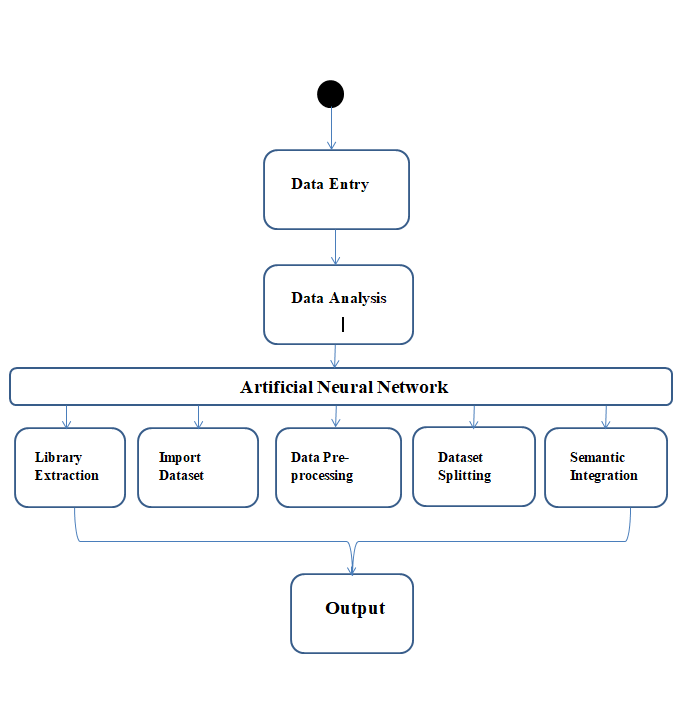 Data Entry
Data Analysis
Artificial Neural Network
Library
Extraction
Import
Dataset
Data Pre-
processing
Dataset
Splitting
Semantic
Integration
Output